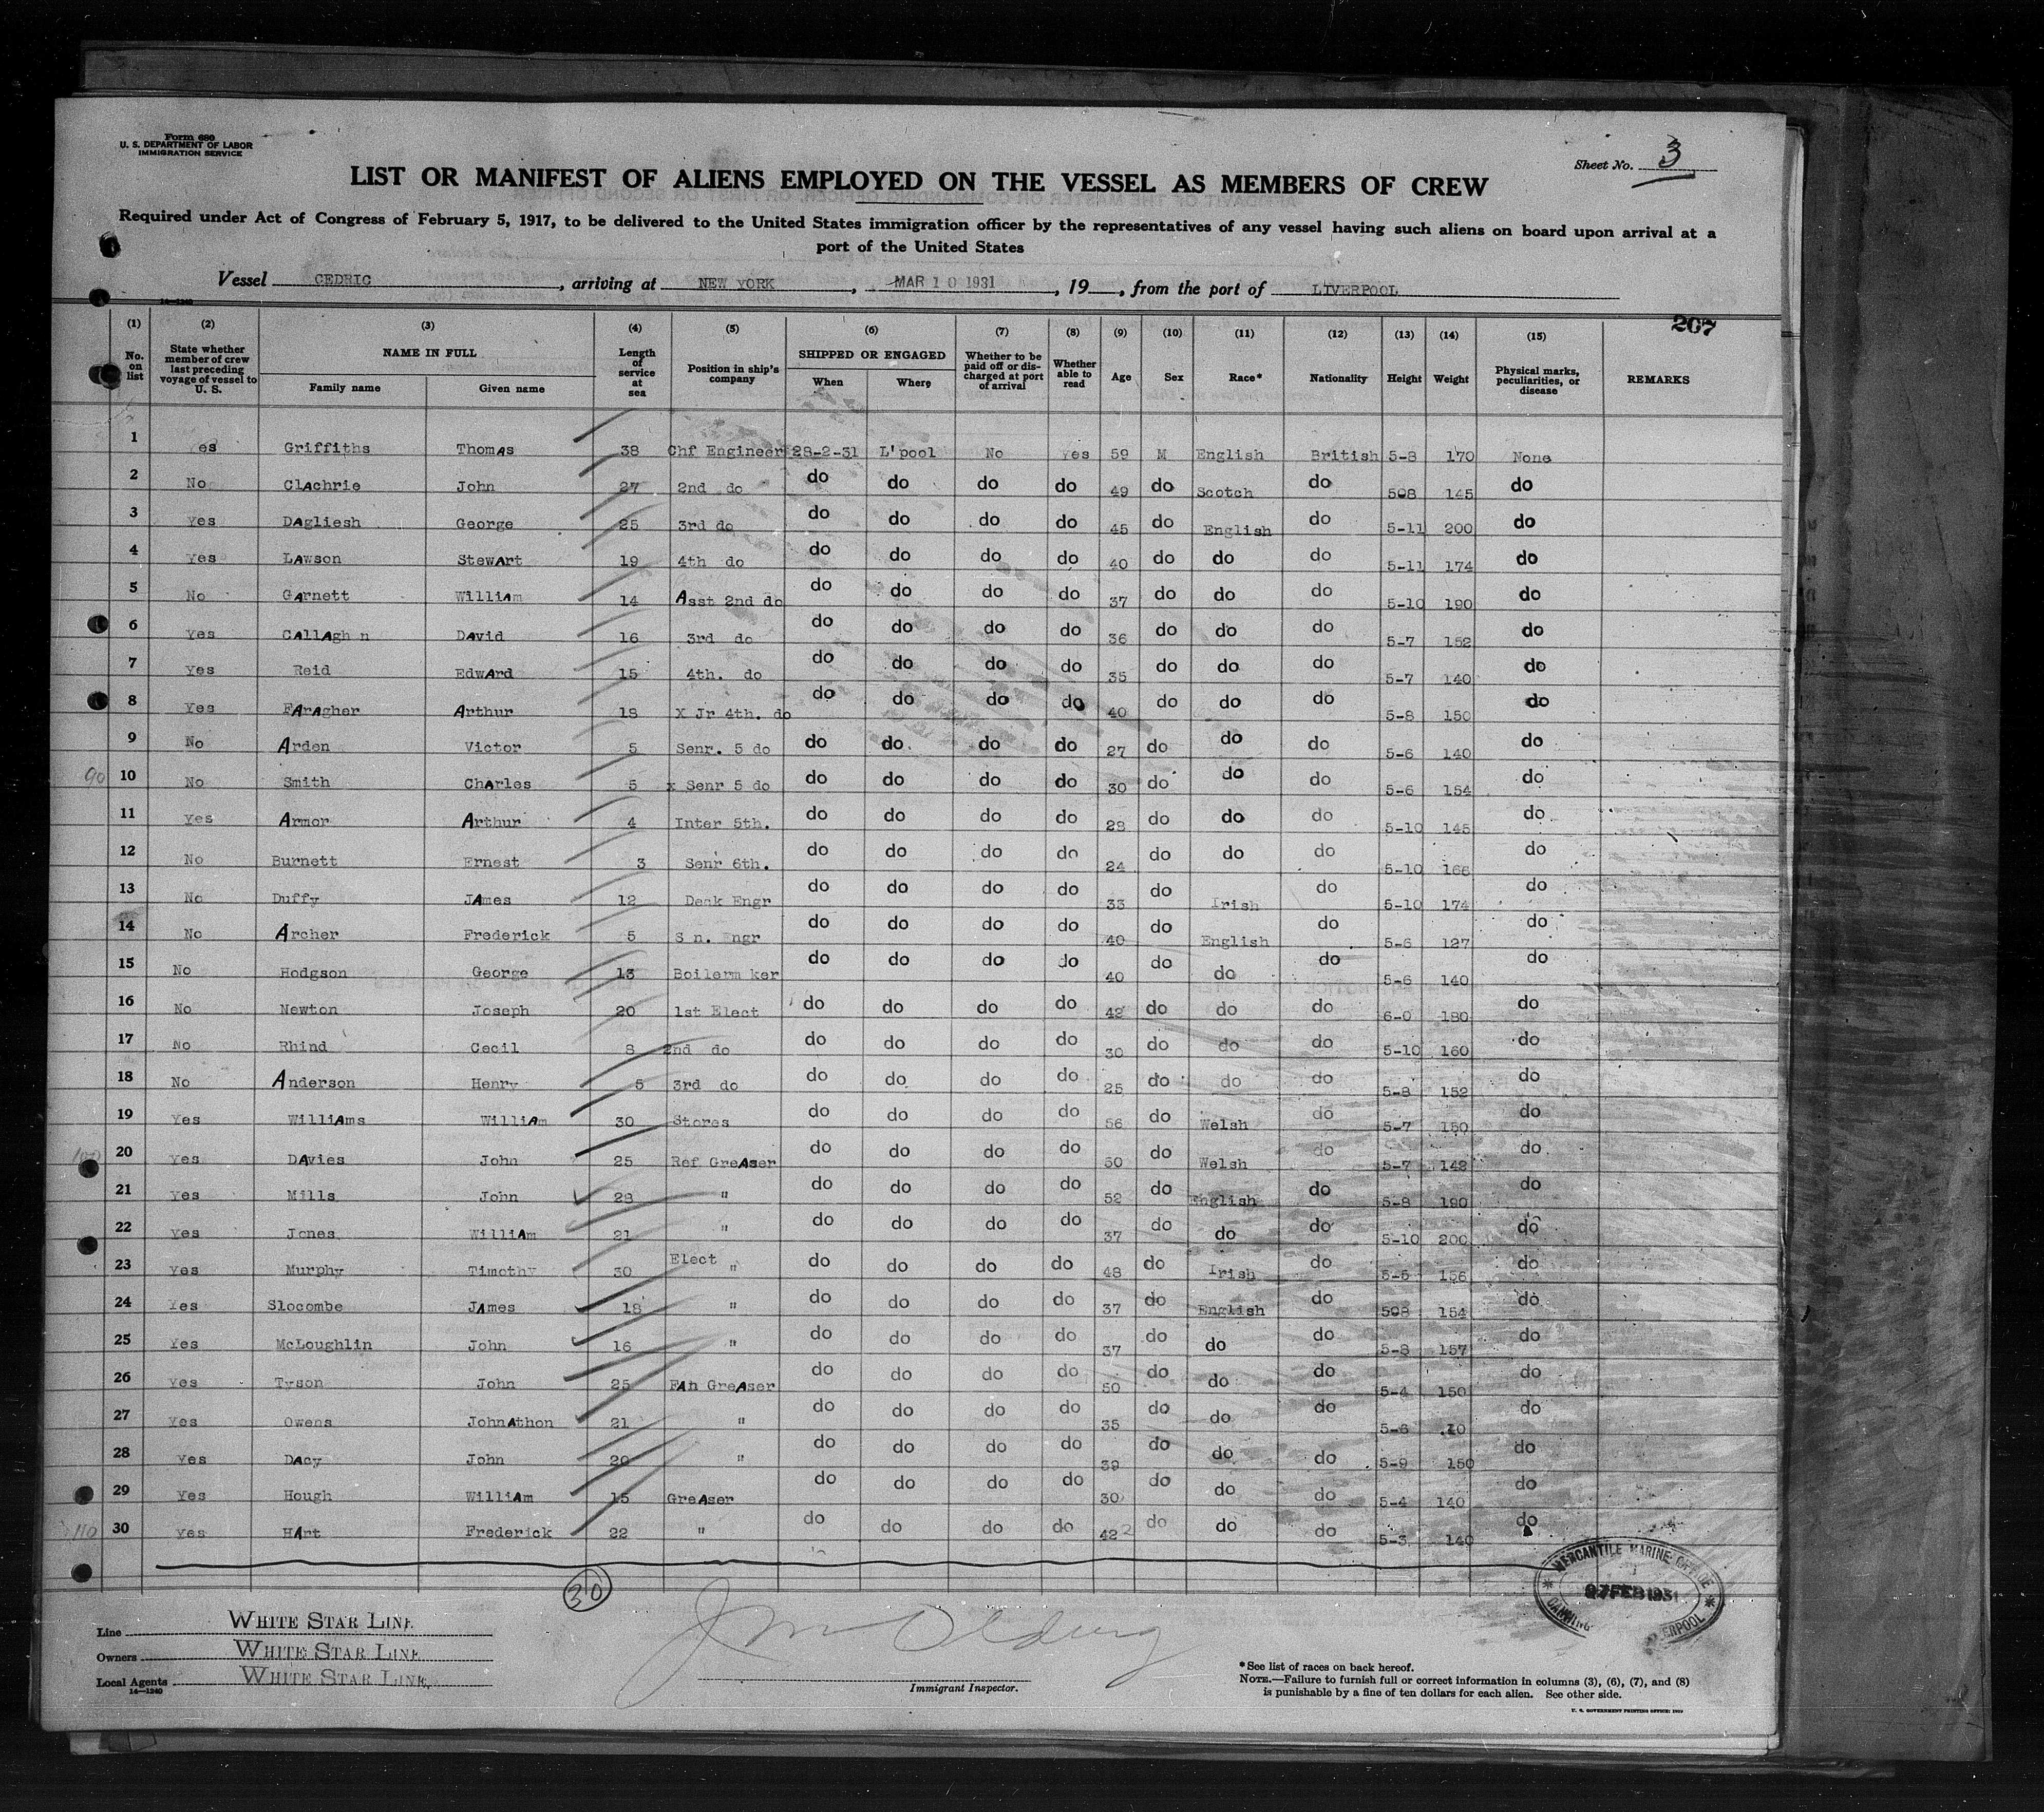 Form 680
U. S. DEPARTMENT OF LABOR
IMMIGRATION SERVICE
Sheet No. 3
LIST OR MANIFEST OF ALIENS EMPLOYED ON THE VESSEL AS MEMBERS OF CREW
Required under Act of Congress of February 5, 1917, to be delivered to the United States immigration officer by the representatives of any vessel having such aliens on board upon arrival at a
port of the United States
Vessel CEDRIC, arriving at NEW YORK, MAR 10 1931, 19__, from the port of LIVERPOOL
14—1240
207
(1) (2) (3) (4) (5) (6) (7) (8) (9) (10) (11) (12) (13) (14) (15)
No. on list State whether member of crew last preceding voyage of vessel to U. S. NAME IN FULL Family name Given name Length of service at sea Position in ship's company SHIPPED OR ENGAGED When Where Whether to be paid off or discharged at port of arrival Whether able to read Age Sex Race* Nationality Height Weight Physical marks, peculiarities, or disease REMARKS
1 Yes Griffiths Thomas 38 Chf Engineer 28-2-31 L'pool No Yes 59 M English British 5-8 170 None
2 No Clachrie John 27 2nd do do do do do 49 do Scotch do 508 145 do
3 Yes Dagliesh George 25 3rd do do do do do 45 do English do 5-11 200 do
4 Yes Lawson Stewart 19 4th do do do do do 40 do do do 5-11 174 do
5 No Garnett William 14 Asst 2nd do do do do do 37 do do do 5-10 190 do
6 Yes Callagh n David 16 3rd do do do do do 36 do do do 5-7 152 do
7 Yes Reid Edward 15 4th. do do do do do 35 do do do 5-7 140 do
8 Yes Faragher Arthur 18 X Jr 4th. do do do do do 40 do do do 5-8 150 do
9 No Arden Victor 5 Senr. 5 do do do do do 27 do do do 5-6 140 do
90 10 No Smith Charles 5 x Senr 5 do do do do do 30 do do do 5-6 154 do
11 Yes Armor Arthur 4 Inter 5th. do do do do 28 do do do 5-10 145 do
12 No Burnett Ernest 3 Senr 6th. do do do do 24 do do do 5-10 166 do
13 No Duffy James 12 Deck Engr do do do do 33 do Irish do 5-10 174 do
14 No Archer Frederick 5 S n. Engr do do do do 40 do English do 5-6 127 do
15 No Hodgson George 13 Boilerm ker do do do do 40 do do do 5-6 140 do
16 No Newton Joseph 20 1st Elect do do do do 42 do do do 6-0 180 do
17 No Rhind Cecil 8 2nd do do do do do 30 do do do 5-10 160 do
18 No Anderson Henry 5 3rd do do do do do 25 do do do 5-8 152 do
19 Yes Williams William 30 Stores do do do do 56 do Welsh do 5-7 150 do
100 20 Yes Davies John 25 Ref Greaser do do do do 50 do Welsh do 5-7 142 do
21 Yes Mills John 28 " do do do do 52 do English do 5-8 190 do
22 Yes Jones William 21 " do do do do 37 do do do 5-10 200 do
23 Yes Murphy Timothy 30 Elect " do do do do 48 do Irish do 5-5 156 do
24 Yes Slocombe James 18 " do do do do 37 do English do 508 154 do
25 Yes McLoughlin John 16 " do do do do 37 do do do 5-8 157 do
26 Yes Tyson John 25 Fan Greaser do do do do 50 do do do 5-4 150 do
27 Yes Owens Johnathon 21 " do do do do 35 do do do 5-6 do
28 Yes Dacy John 20 " do do do do 39 do do do 5-9 150 do
29 Yes Hough William 15 Greaser do do do do 30 do do do 5-4 140 do
110 30 Yes Hart Frederick 22 " do do do do 42 2 do do do 5-3 140 do
30
MERCANTILE MARINE OFFICE
27 FEB 1931
LIVERPOOL
Line WHITE STAR LINE
Owners WHITE STAR LINE
Local Agents WHITE STAR LINE.
14—1240
Immigrant Inspector.
*See list of races on back hereof.
NOTE.—Failure to furnish full or correct information in columns (3), (6), (7), and (8)
is punishable by a fine of ten dollars for each alien. See other side.